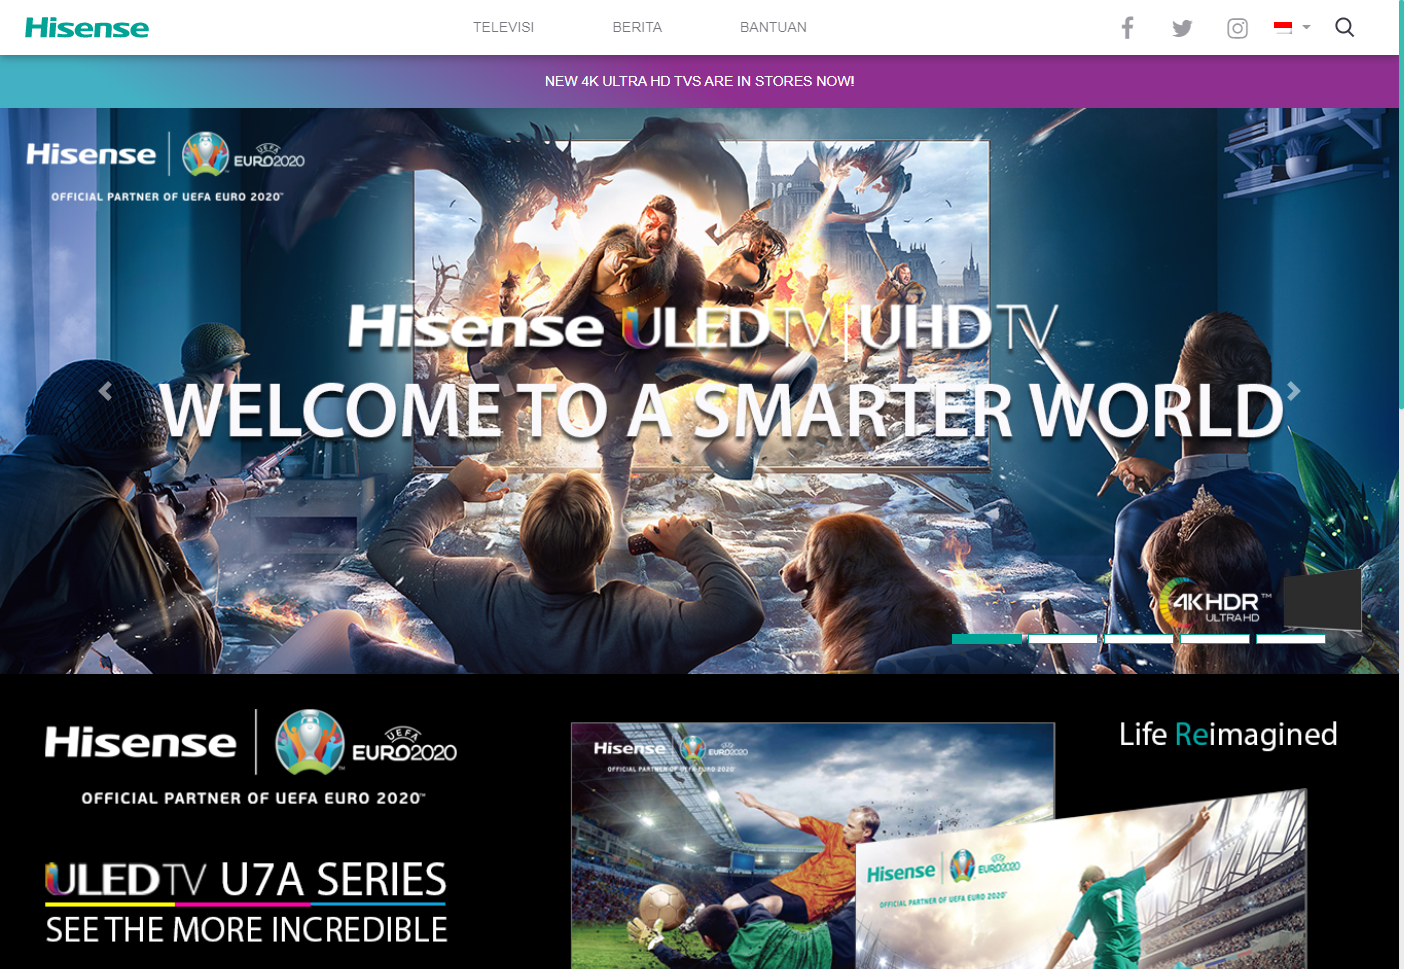 Hisense
TELEVISI
BERITA
BANTUAN
NEW 4K ULTRA HD TVS ARE IN STORES NOW!
Hisense
UEFA
EURO2020
OFFICIAL PARTNER OF UEFA EURO 2020™
Hisense ULED TV | UHD TV
WELCOME TO A SMARTER WORLD
4K HDR™
ULTRA HD
Hisense
UEFA
EURO2020
OFFICIAL PARTNER OF UEFA EURO 2020™
Life Reimagined
ULED TV U7A SERIES
SEE THE MORE INCREDIBLE
Hisense
UEFA
EURO2020
OFFICIAL PARTNER OF UEFA EURO 2020™
Hisense
UEFA
EURO2020
OFFICIAL PARTNER OF UEFA EURO 2020™
7